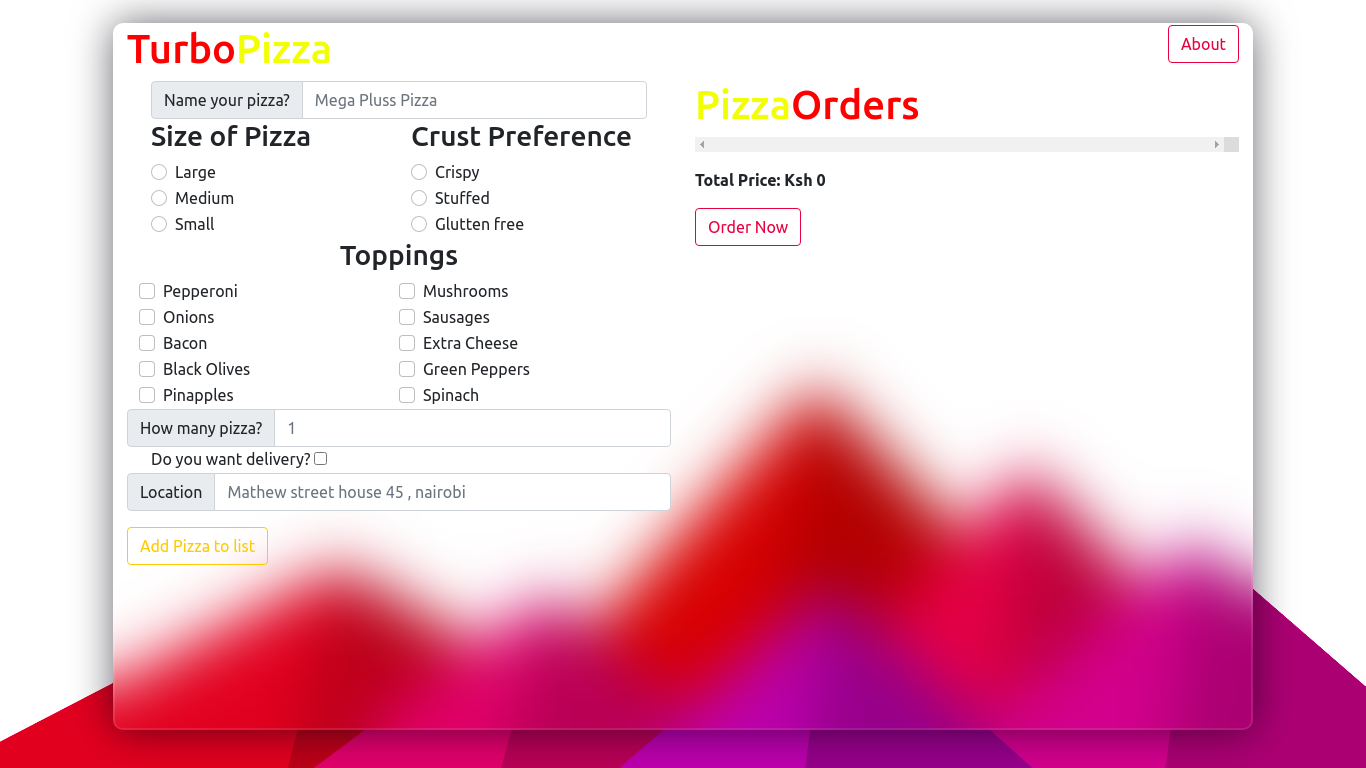 TurboPizza
About
Name your pizza? Mega Pluss Pizza
Size of Pizza
Large
Medium
Small
Crust Preference
Crispy
Stuffed
Glutten free
Toppings
Pepperoni
Onions
Bacon
Black Olives
Pinapples
Mushrooms
Sausages
Extra Cheese
Green Peppers
Spinach
How many pizza? 1
Do you want delivery?
Location Mathew street house 45 , nairobi
Add Pizza to list
PizzaOrders
Total Price: Ksh 0
Order Now